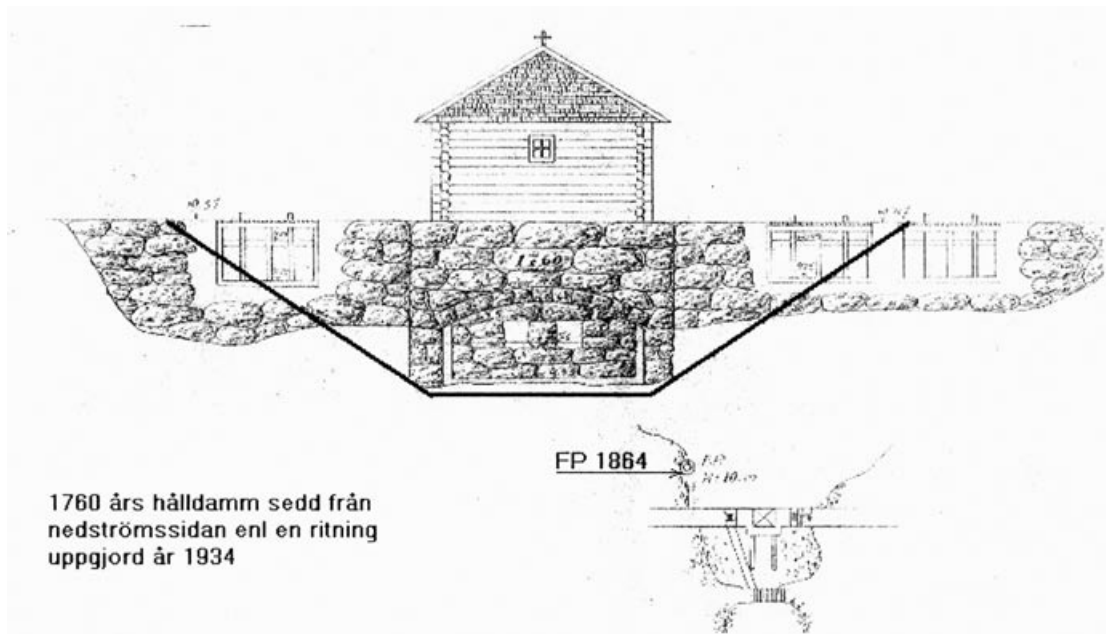 1760
FP 1864
1760 års hålldamm sedd från
nedströmssidan enl en ritning
uppgjord år 1934